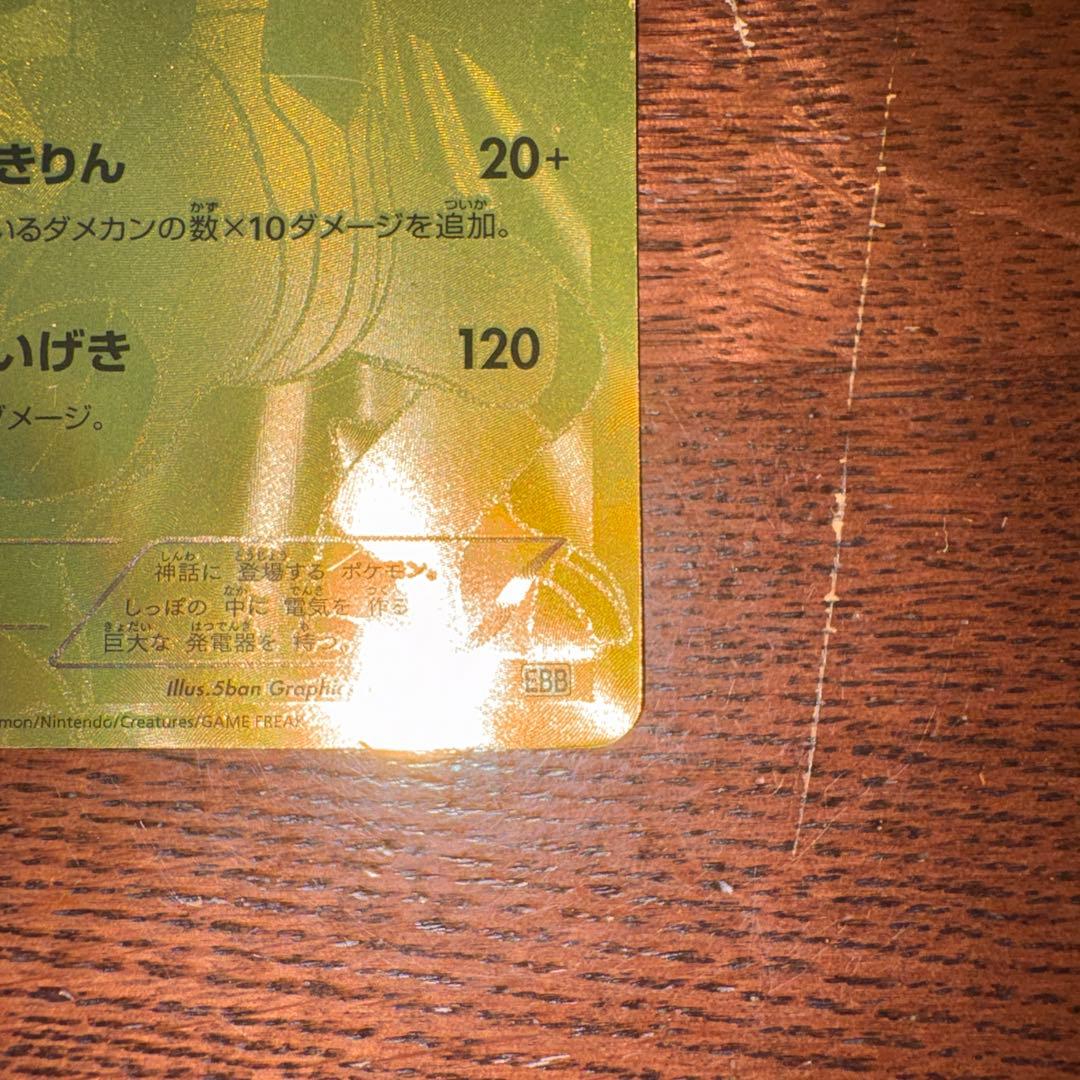 きりん 20+
いるダメカンの数×10ダメージを追加。
いげき 120
ダメージ。
神話に 登場する ポケモン。
しっぽの 中に 電気を 作る
巨大な 発電器を 持つ。
Illus.5ban Graphics
mon/Nintendo/Creatures/GAME FREAK
EBB